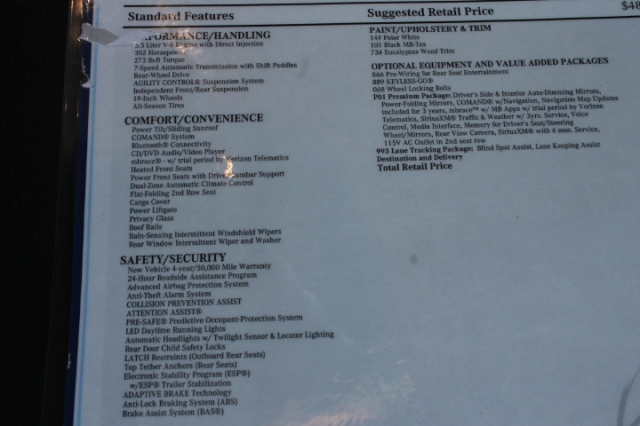 Standard Features
Suggested Retail Price
$48
PERFORMANCE/HANDLING
3.5 Liter V-6 Engine with Direct Injection
302 Horsepower
273 lb-ft Torque
7-Speed Automatic Transmission with Shift Paddles
Rear-Wheel Drive
AGILITY CONTROL® Suspension System
Independent Front/Rear Suspension
19-Inch Wheels
All-Season Tires
COMFORT/CONVENIENCE
Power Tilt/Sliding Sunroof
COMAND® System
Bluetooth® Connectivity
CD/DVD Audio/Video Player
mbrace® - w/ trial period by Verizon Telematics
Heated Front Seats
Power Front Seats with Driver Lumbar Support
Dual-Zone Automatic Climate Control
Flat-Folding 2nd Row Seat
Cargo Cover
Power Liftgate
Privacy Glass
Roof Rails
Rain-Sensing Intermittent Windshield Wipers
Rear Window Intermittent Wiper and Washer
SAFETY/SECURITY
New Vehicle 4-year/50,000 Mile Warranty
24-Hour Roadside Assistance Program
Advanced Airbag Protection System
Anti-Theft Alarm System
COLLISION PREVENTION ASSIST
ATTENTION ASSIST®
PRE-SAFE® Predictive Occupant-Protection System
LED Daytime Running Lights
Automatic Headlights w/ Twilight Sensor & Locater Lighting
Rear Door Child Safety Locks
LATCH Restraints (Outboard Rear Seats)
Top Tether Anchors (Rear Seats)
Electronic Stability Program (ESP®)
w/ESP® Trailer Stabilization
ADAPTIVE BRAKE Technology
Anti-Lock Braking System (ABS)
Brake Assist System (BAS®)
PAINT/UPHOLSTERY & TRIM
149 Polar White
101 Black MB-Tex
734 Eucalyptus Wood Trim
OPTIONAL EQUIPMENT AND VALUE ADDED PACKAGES
866 Pre-Wiring for Rear Seat Entertainment
889 KEYLESS-GO®
068 Wheel Locking Bolts
P01 Premium Package: Driver's Side & Interior Auto-Dimming Mirrors,
Power-Folding Mirrors, COMAND® w/Navigation, Navigation Map Updates
included for 3 years, mbrace™ w/ MB Apps w/ trial period by Verizon
Telematics, SiriusXM® Traffic & Weather w/ 3yrs. Service, Voice
Control, Media Interface, Memory for Driver's Seat/Steering
Wheel/Mirrors, Rear View Camera, SiriusXM® with 6 mos. Service,
115V AC Outlet in 2nd seat row
993 Lane Tracking Package: Blind Spot Assist, Lane Keeping Assist
Destination and Delivery
Total Retail Price